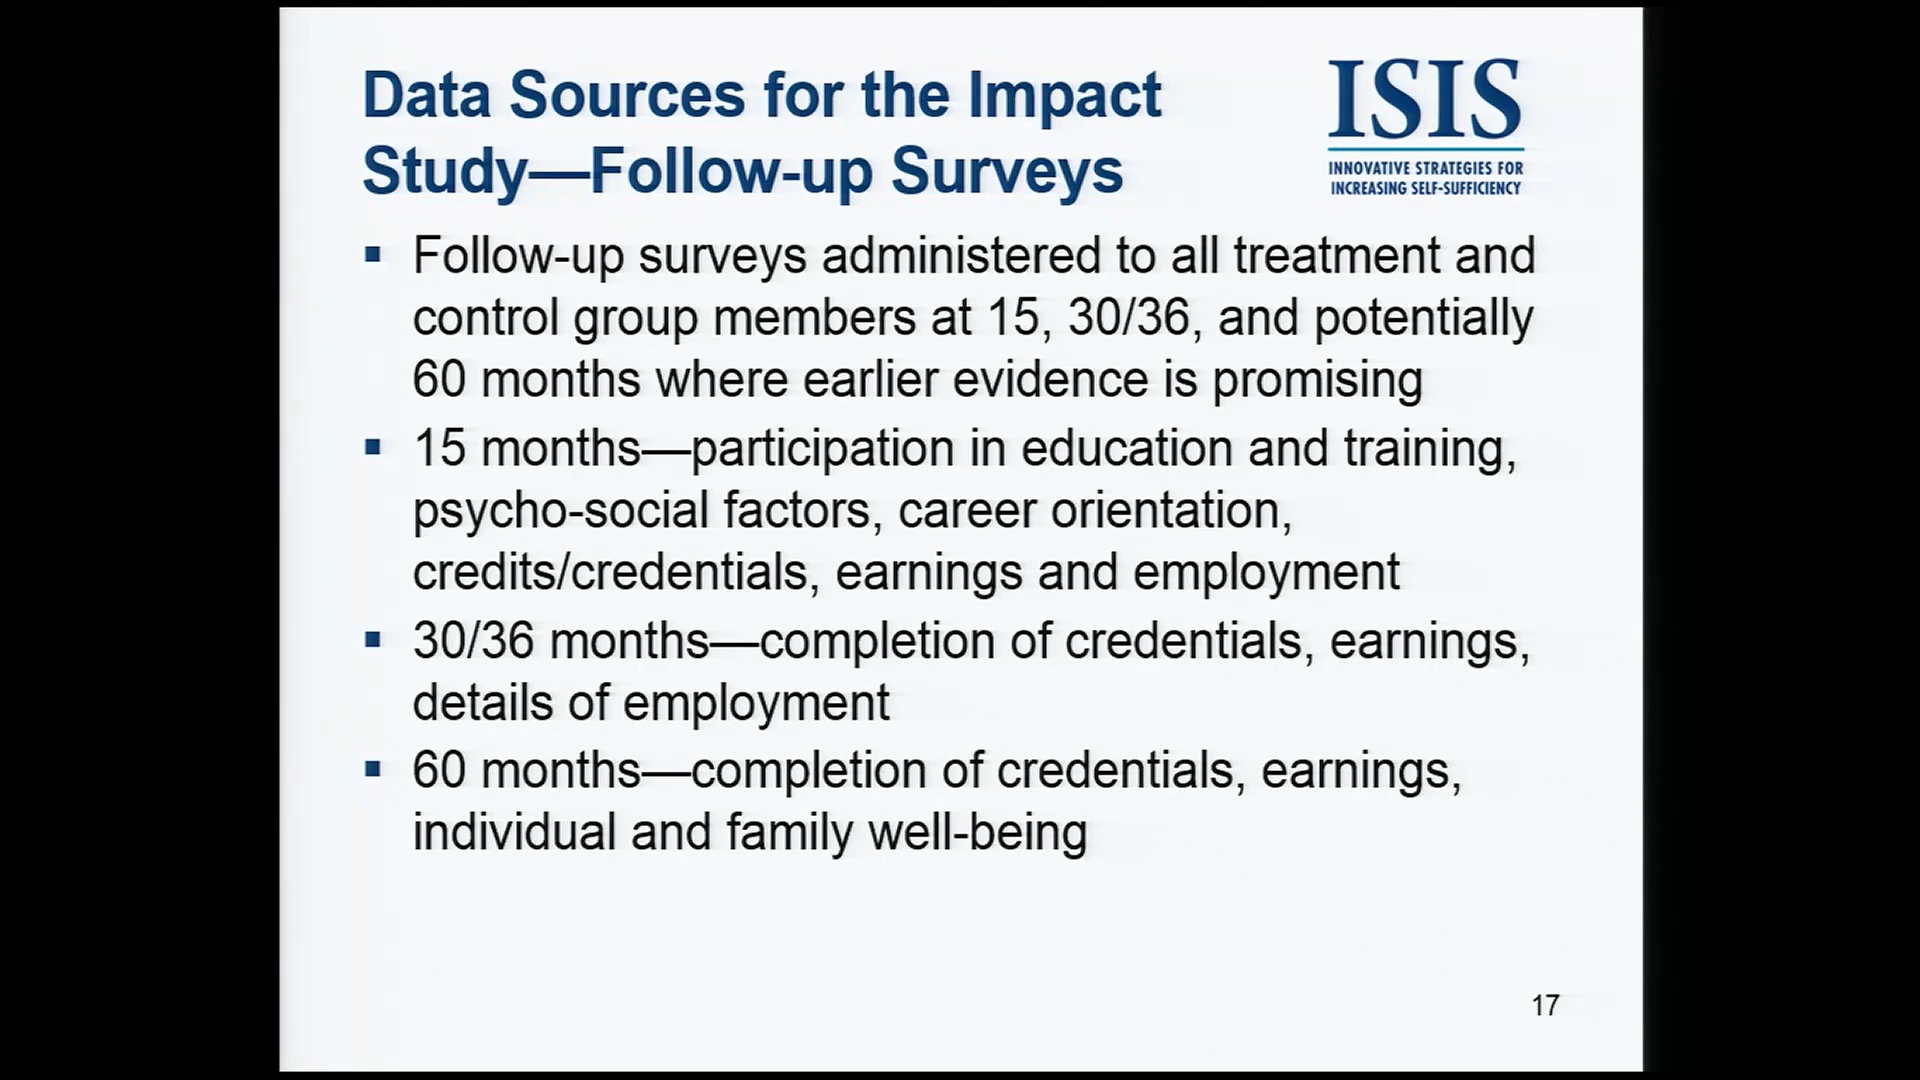 Data Sources for the Impact
Study—Follow-up Surveys
ISIS
INNOVATIVE STRATEGIES FOR
INCREASING SELF-SUFFICIENCY
▪ Follow-up surveys administered to all treatment and
control group members at 15, 30/36, and potentially
60 months where earlier evidence is promising
▪ 15 months—participation in education and training,
psycho-social factors, career orientation,
credits/credentials, earnings and employment
▪ 30/36 months—completion of credentials, earnings,
details of employment
▪ 60 months—completion of credentials, earnings,
individual and family well-being
17